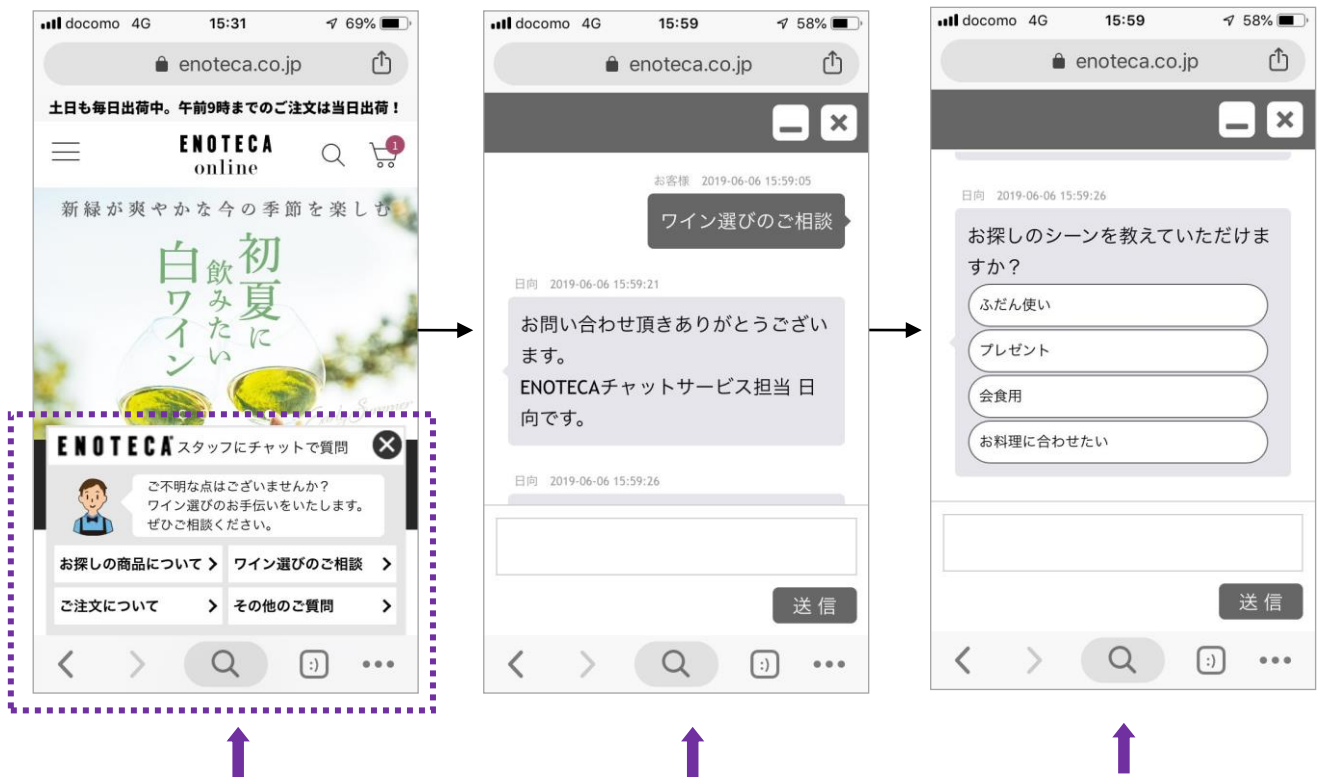 docomo 4G 15:31 69%
enoteca.co.jp
土日も毎日出荷中。午前9時までのご注文は当日出荷！
ENOTECA
online
1
新緑が爽やかな今の季節を楽しむ
初夏に
飲みたい
白ワイン
ENOTECA スタッフにチャットで質問
ご不明な点はございませんか？
ワイン選びのお手伝いをいたします。
ぜひご相談ください。
お探しの商品について
ワイン選びのご相談
ご注文について
その他のご質問
:)
docomo 4G 15:59 58%
enoteca.co.jp
お客様 2019-06-06 15:59:05
ワイン選びのご相談
日向 2019-06-06 15:59:21
お問い合わせ頂きありがとうござい
ます。
ENOTECAチャットサービス担当 日
向です。
日向 2019-06-06 15:59:26
送信
:)
docomo 4G 15:59 58%
enoteca.co.jp
日向 2019-06-06 15:59:26
お探しのシーンを教えていただけま
すか？
ふだん使い
プレゼント
会食用
お料理に合わせたい
送信
:)